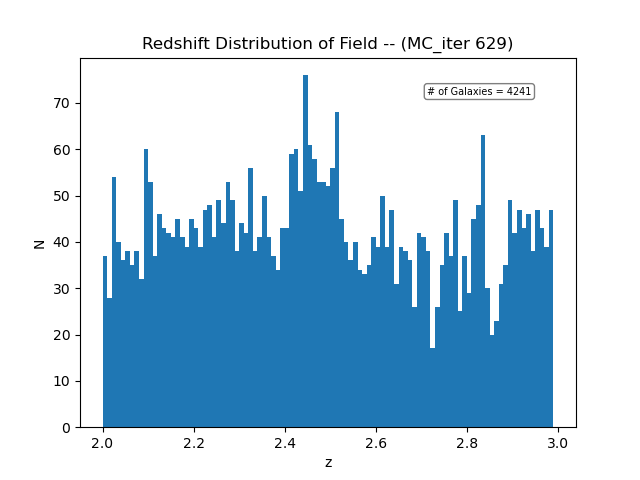 Redshift Distribution of Field -- (MC_iter 629)
# of Galaxies = 4241
70
60
50
40
30
20
10
0
N
2.0 2.2 2.4 2.6 2.8 3.0
z